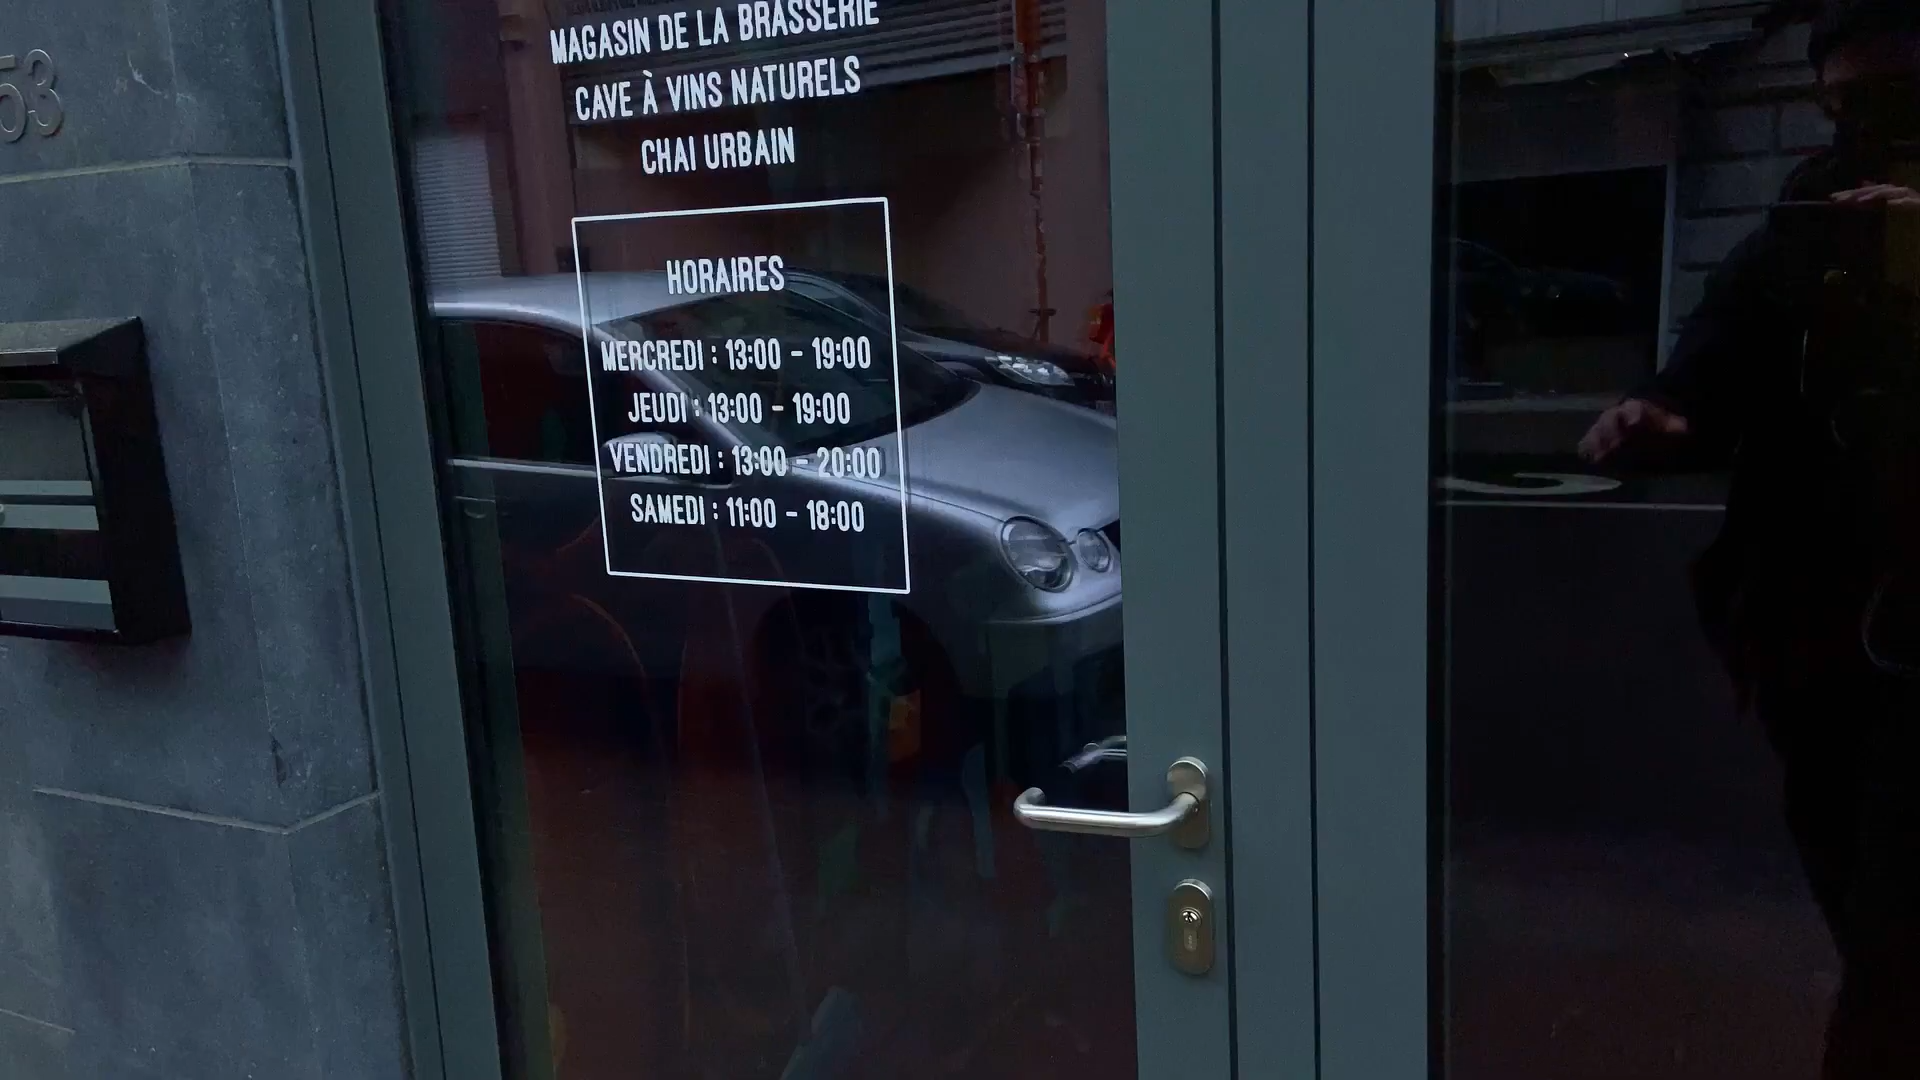 53
MAGASIN DE LA BRASSERIE
CAVE À VINS NATURELS
CHAI URBAIN
HORAIRES
MERCREDI : 13:00 - 19:00
JEUDI : 13:00 - 19:00
VENDREDI : 13:00 - 20:00
SAMEDI : 11:00 - 18:00